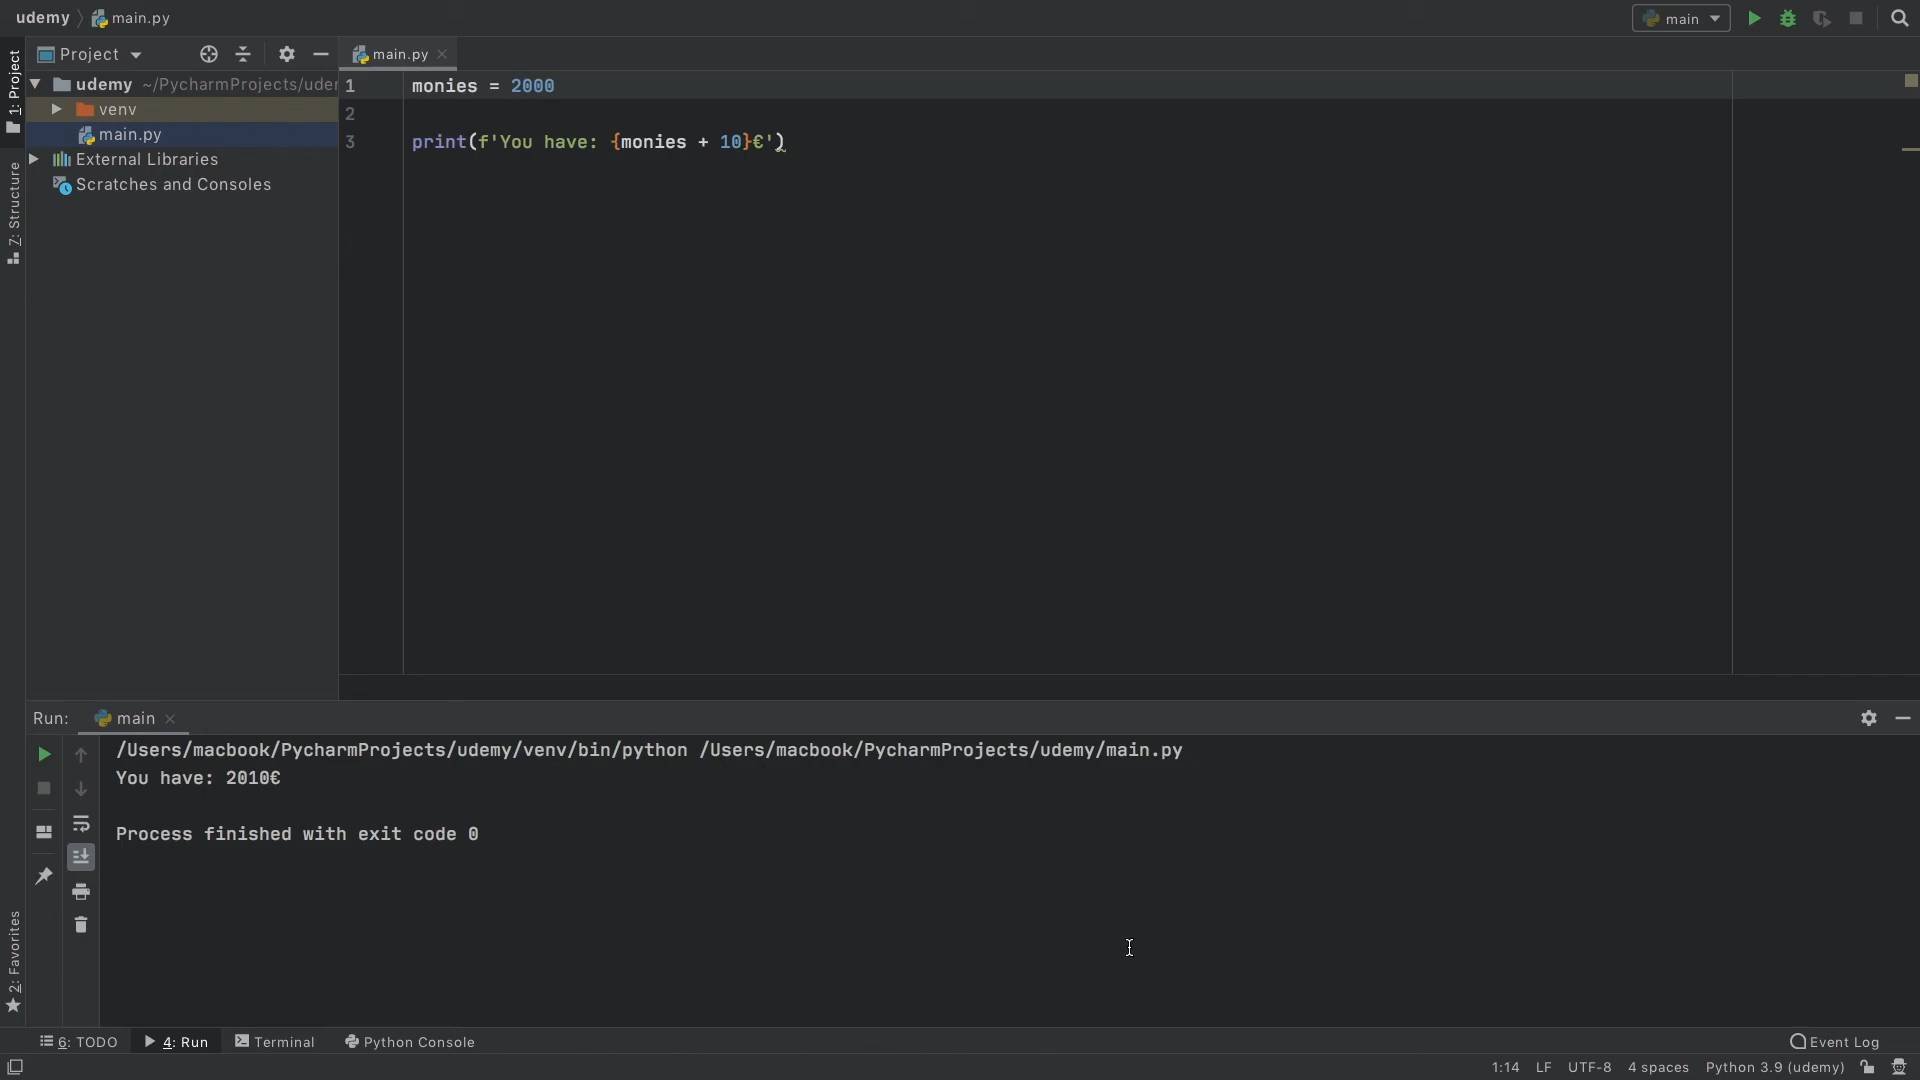 udemy main.py
main
Project
main.py
1: Project
udemy ~/PycharmProjects/uder
venv
main.py
External Libraries
Scratches and Consoles
7: Structure
1 monies = 2000
2
3 print(f'You have: {monies + 10}€')
Run: main
/Users/macbook/PycharmProjects/udemy/venv/bin/python /Users/macbook/PycharmProjects/udemy/main.py
You have: 2010€
Process finished with exit code 0
2: Favorites
6: TODO 4: Run Terminal Python Console Event Log
1:14 LF UTF-8 4 spaces Python 3.9 (udemy)